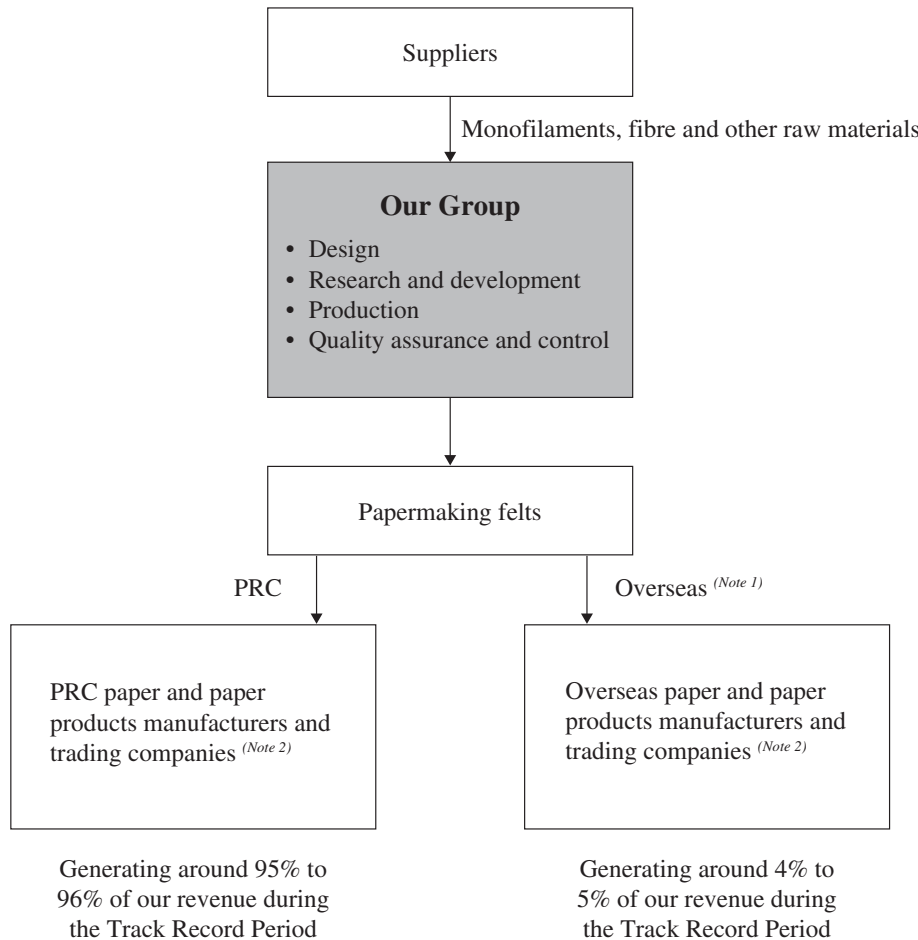 Suppliers
Monofilaments, fibre and other raw materials
Our Group
• Design
• Research and development
• Production
• Quality assurance and control
Papermaking felts
PRC
Overseas (Note 1)
PRC paper and paper
products manufacturers and
trading companies (Note 2)
Overseas paper and paper
products manufacturers and
trading companies (Note 2)
Generating around 95% to
96% of our revenue during
the Track Record Period
Generating around 4% to
5% of our revenue during
the Track Record Period